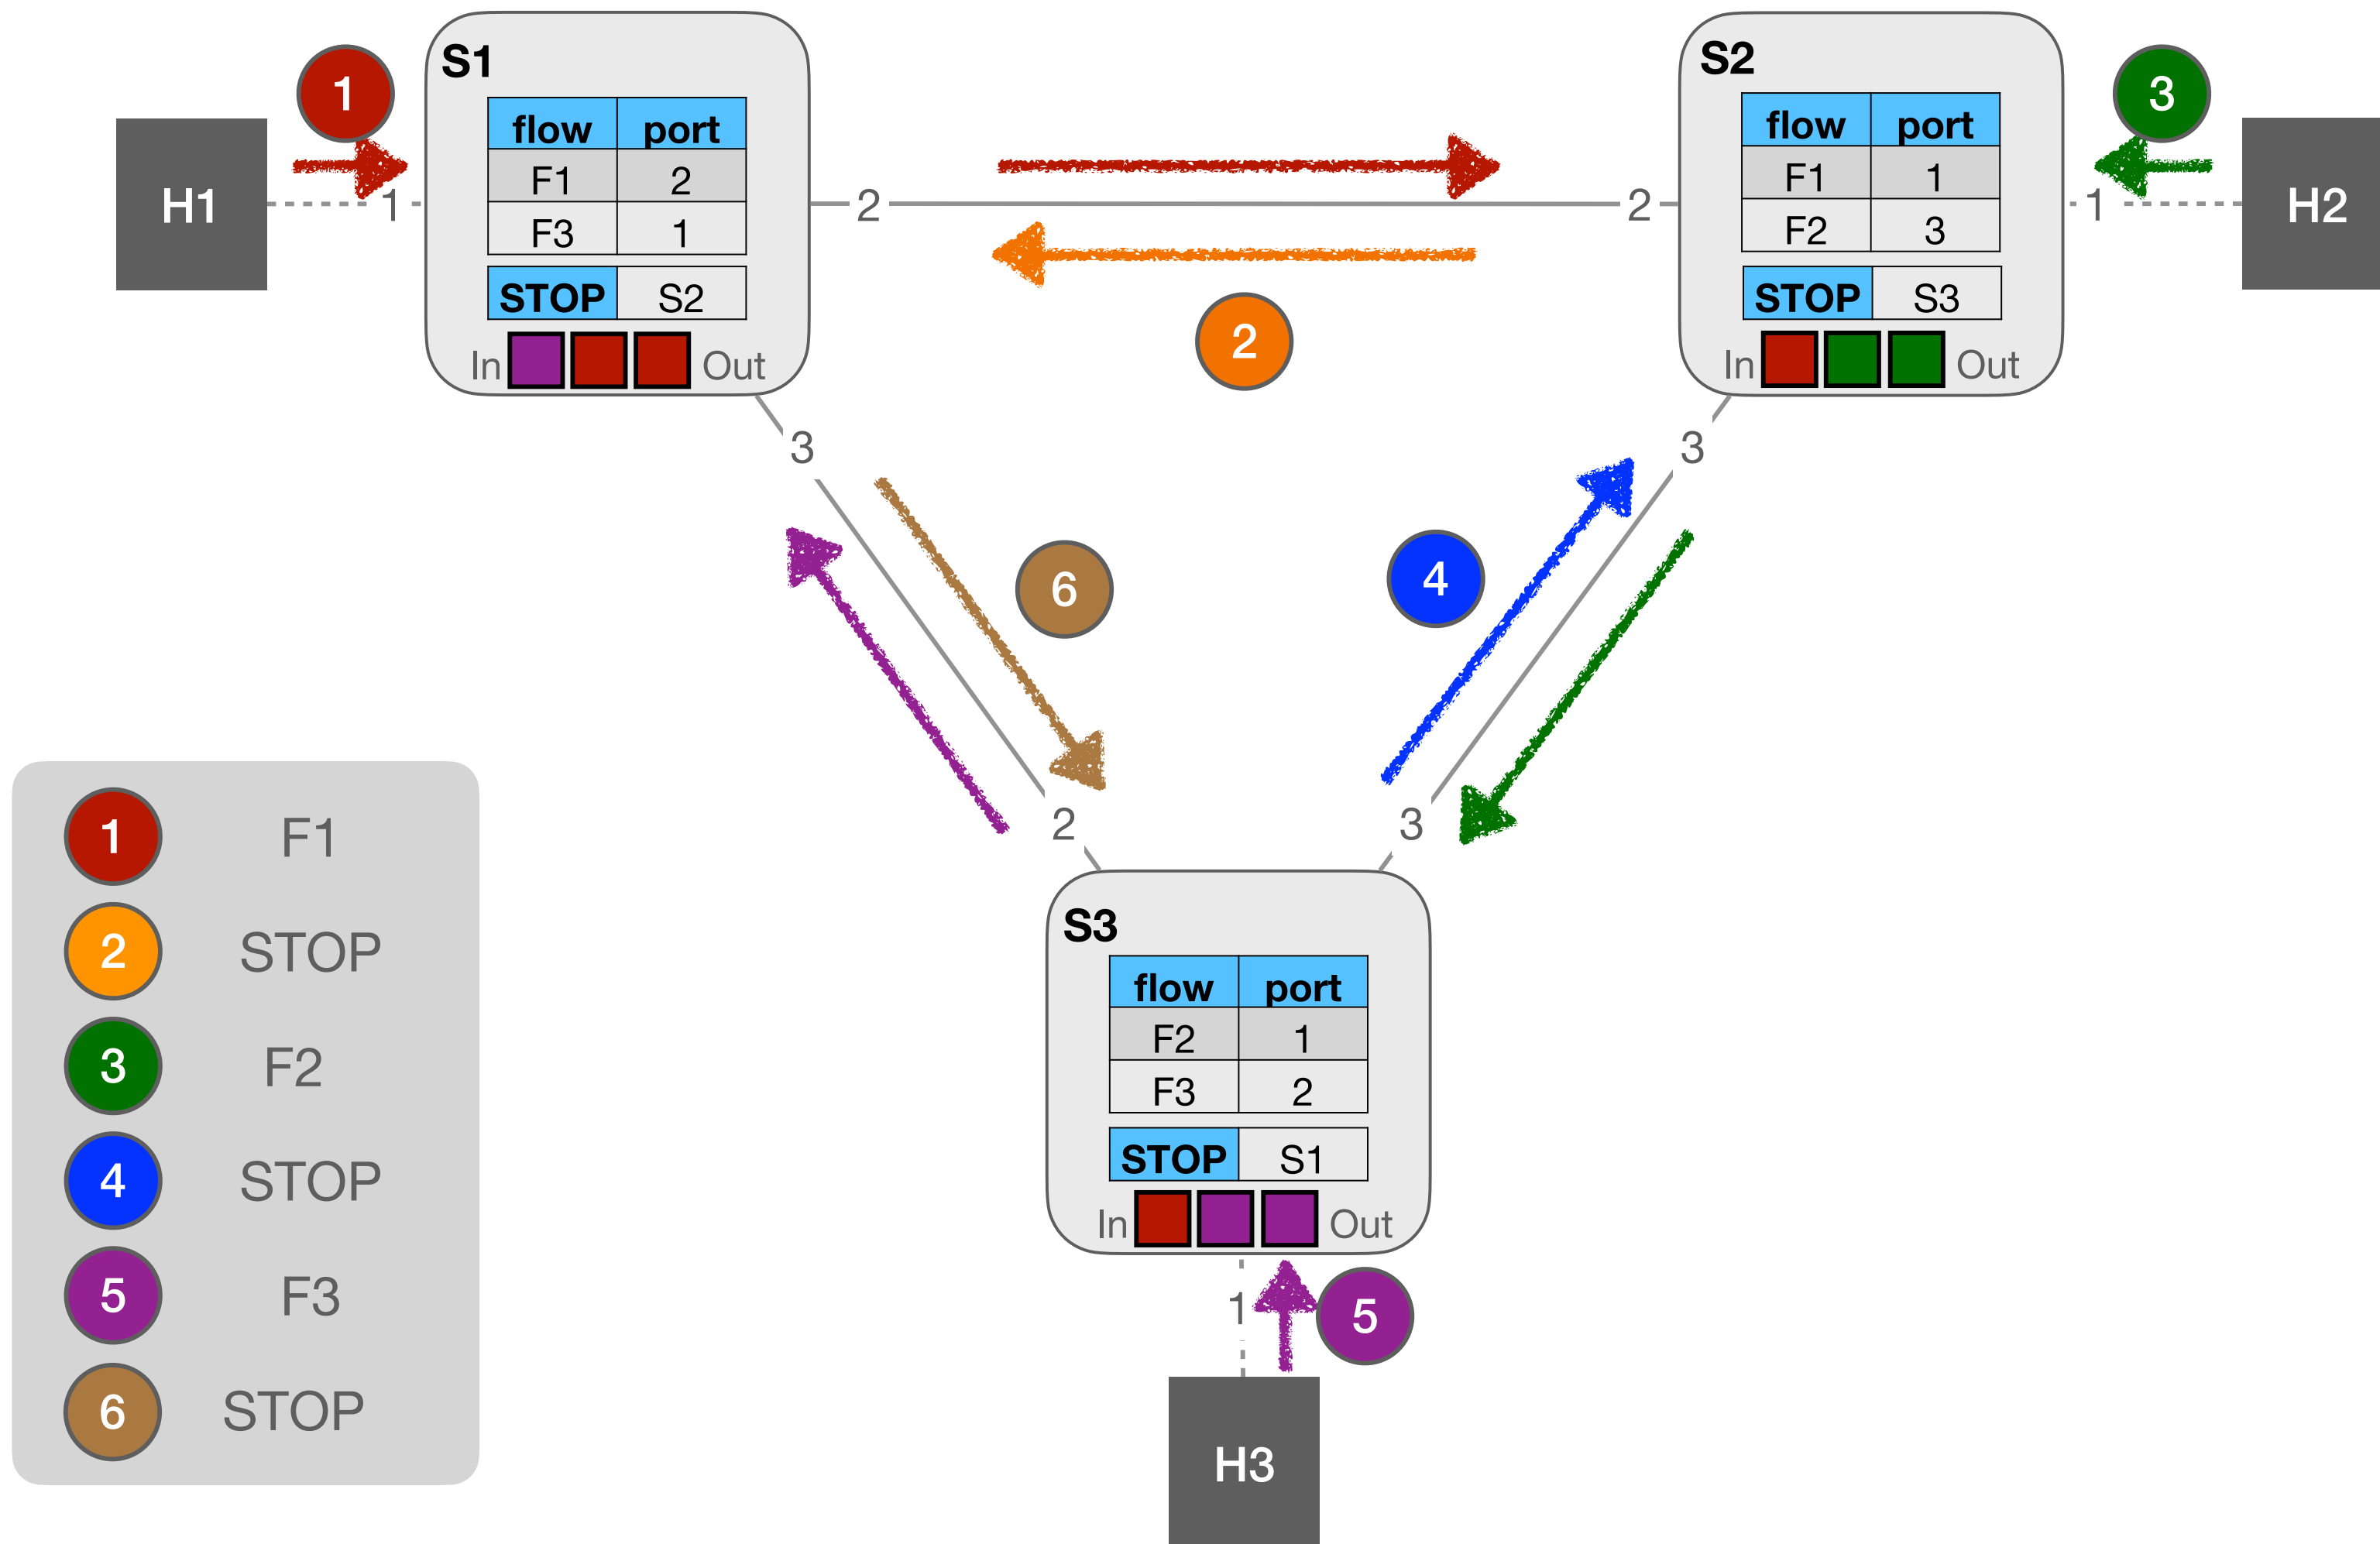 S1
flow port
F1 2
F3 1
STOP S2
In Out
S2
flow port
F1 1
F2 3
STOP S3
In Out
1
3
H1
1
2
2
1
H2
2
3
3
6
4
2
3
S3
flow port
F2 1
F3 2
STOP S1
In Out
1
5
H3
1 F1
2 STOP
3 F2
4 STOP
5 F3
6 STOP